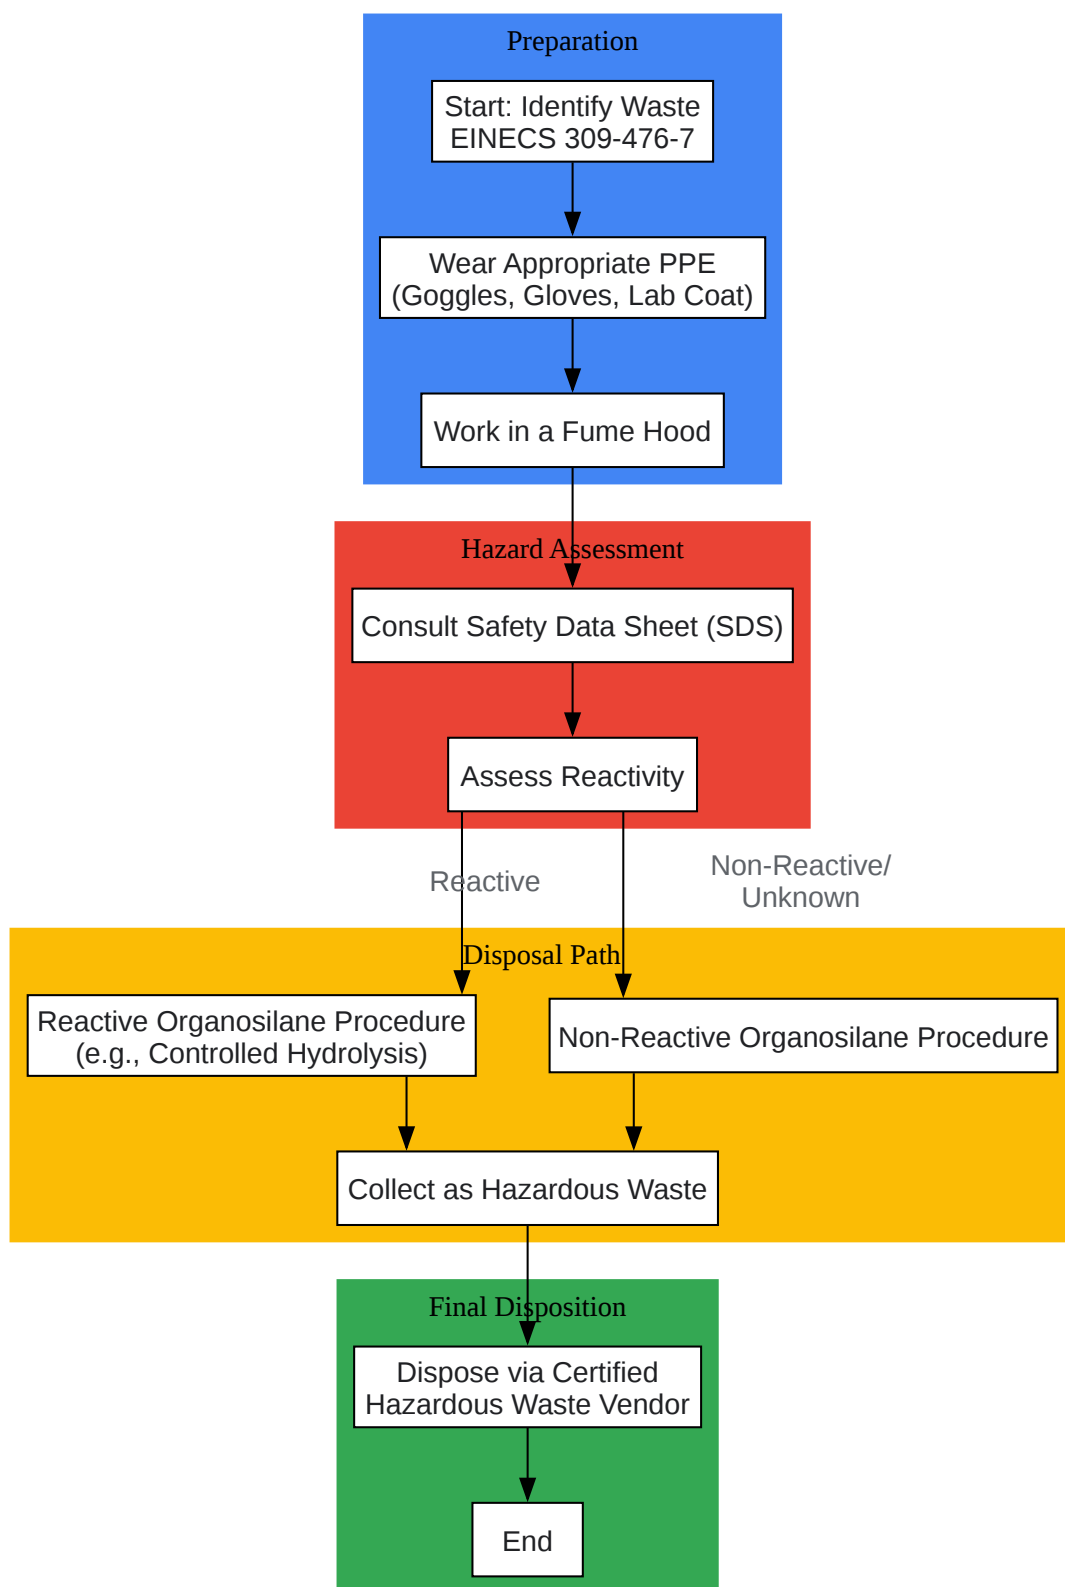 Preparation
Start: Identify Waste
EINECS 309-476-7
Wear Appropriate PPE
(Goggles, Gloves, Lab Coat)
Work in a Fume Hood
Hazard Assessment
Consult Safety Data Sheet (SDS)
Assess Reactivity
Reactive
Non-Reactive/
Unknown
Disposal Path
Reactive Organosilane Procedure
(e.g., Controlled Hydrolysis)
Non-Reactive Organosilane Procedure
Collect as Hazardous Waste
Final Disposition
Dispose via Certified
Hazardous Waste Vendor
End